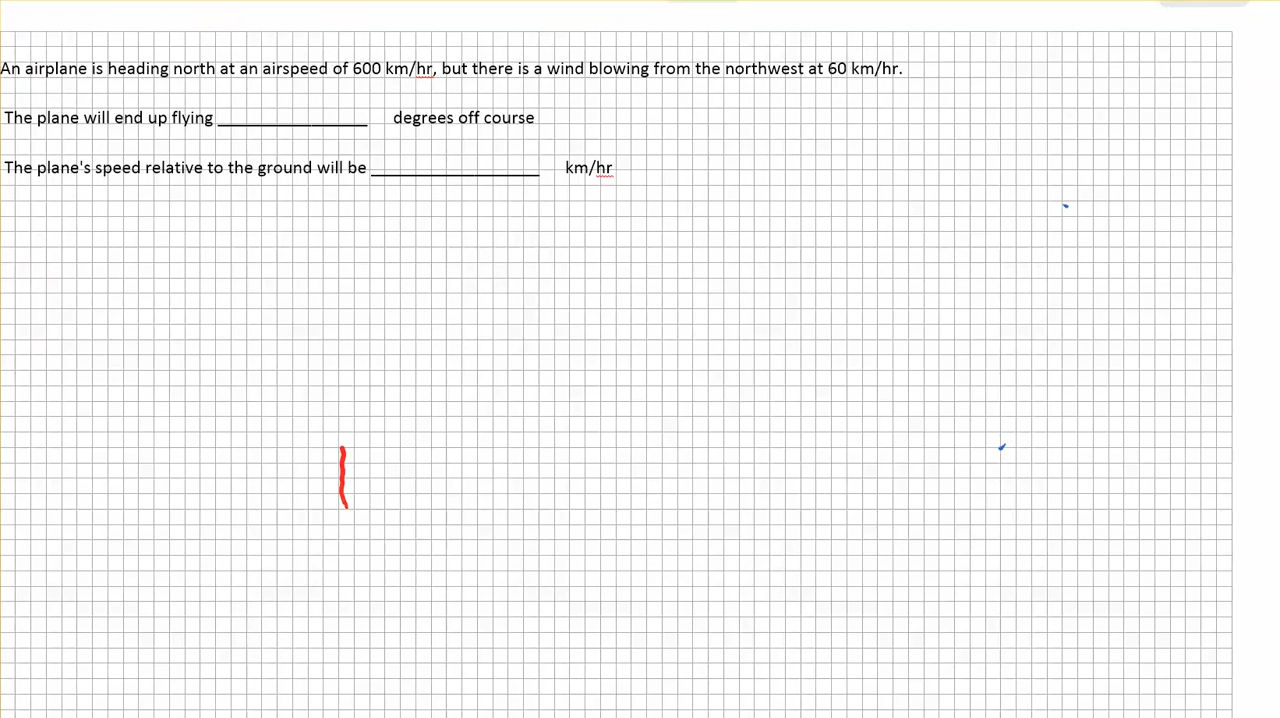 An airplane is heading north at an airspeed of 600 km/hr, but there is a wind blowing from the northwest at 60 km/hr.
The plane will end up flying _________________ degrees off course
The plane's speed relative to the ground will be ___________________ km/hr